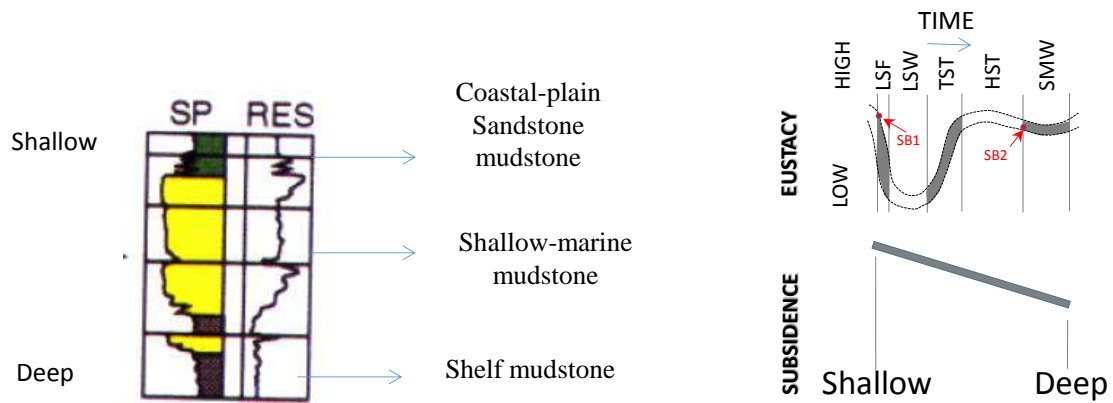 SP RES
Shallow
Deep
Coastal-plain
Sandstone
mudstone
Shallow-marine
mudstone
Shelf mudstone
TIME
HIGH
LSF
LSW
TST
HST
SMW
SB1
SB2
EUSTACY
LOW
SUBSIDENCE
Shallow
Deep